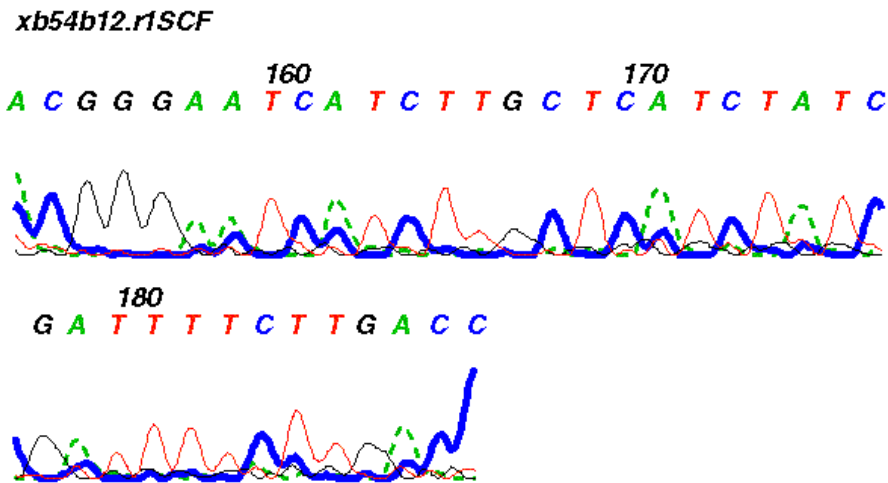 xb54b12.r1SCF
160 170
A C G G G A A T C A T C T T G C T C A T C T A T C
180
G A T T T T C T T G A C C